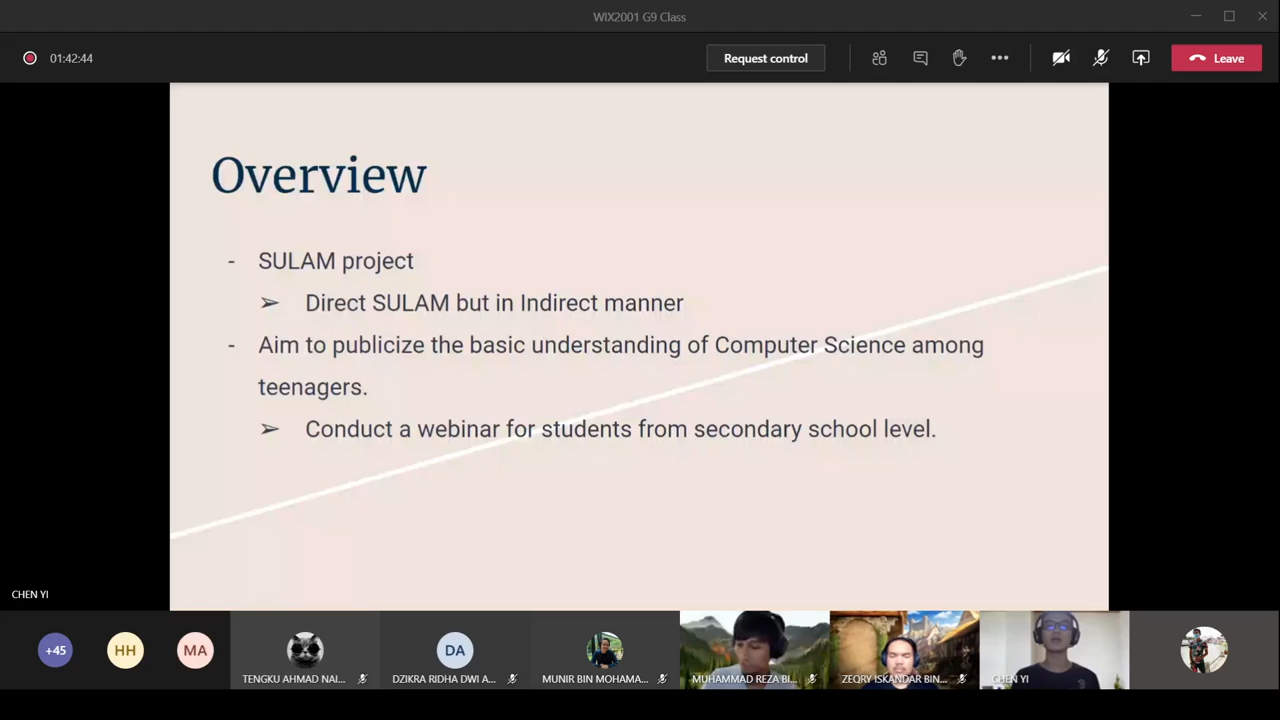 WIX2001 G9 Class
01:42:44
Request control
Leave
Overview
- SULAM project
➢ Direct SULAM but in Indirect manner
- Aim to publicize the basic understanding of Computer Science among
teenagers.
➢ Conduct a webinar for students from secondary school level.
CHEN YI
+45
HH
MA
TENGKU AHMAD NAI...
DA
DZIKRA RIDHA DWI A...
MUNIR BIN MOHAMA...
MUHAMMAD REZA BI...
ZEQRY ISKANDAR BIN...
CHEN YI